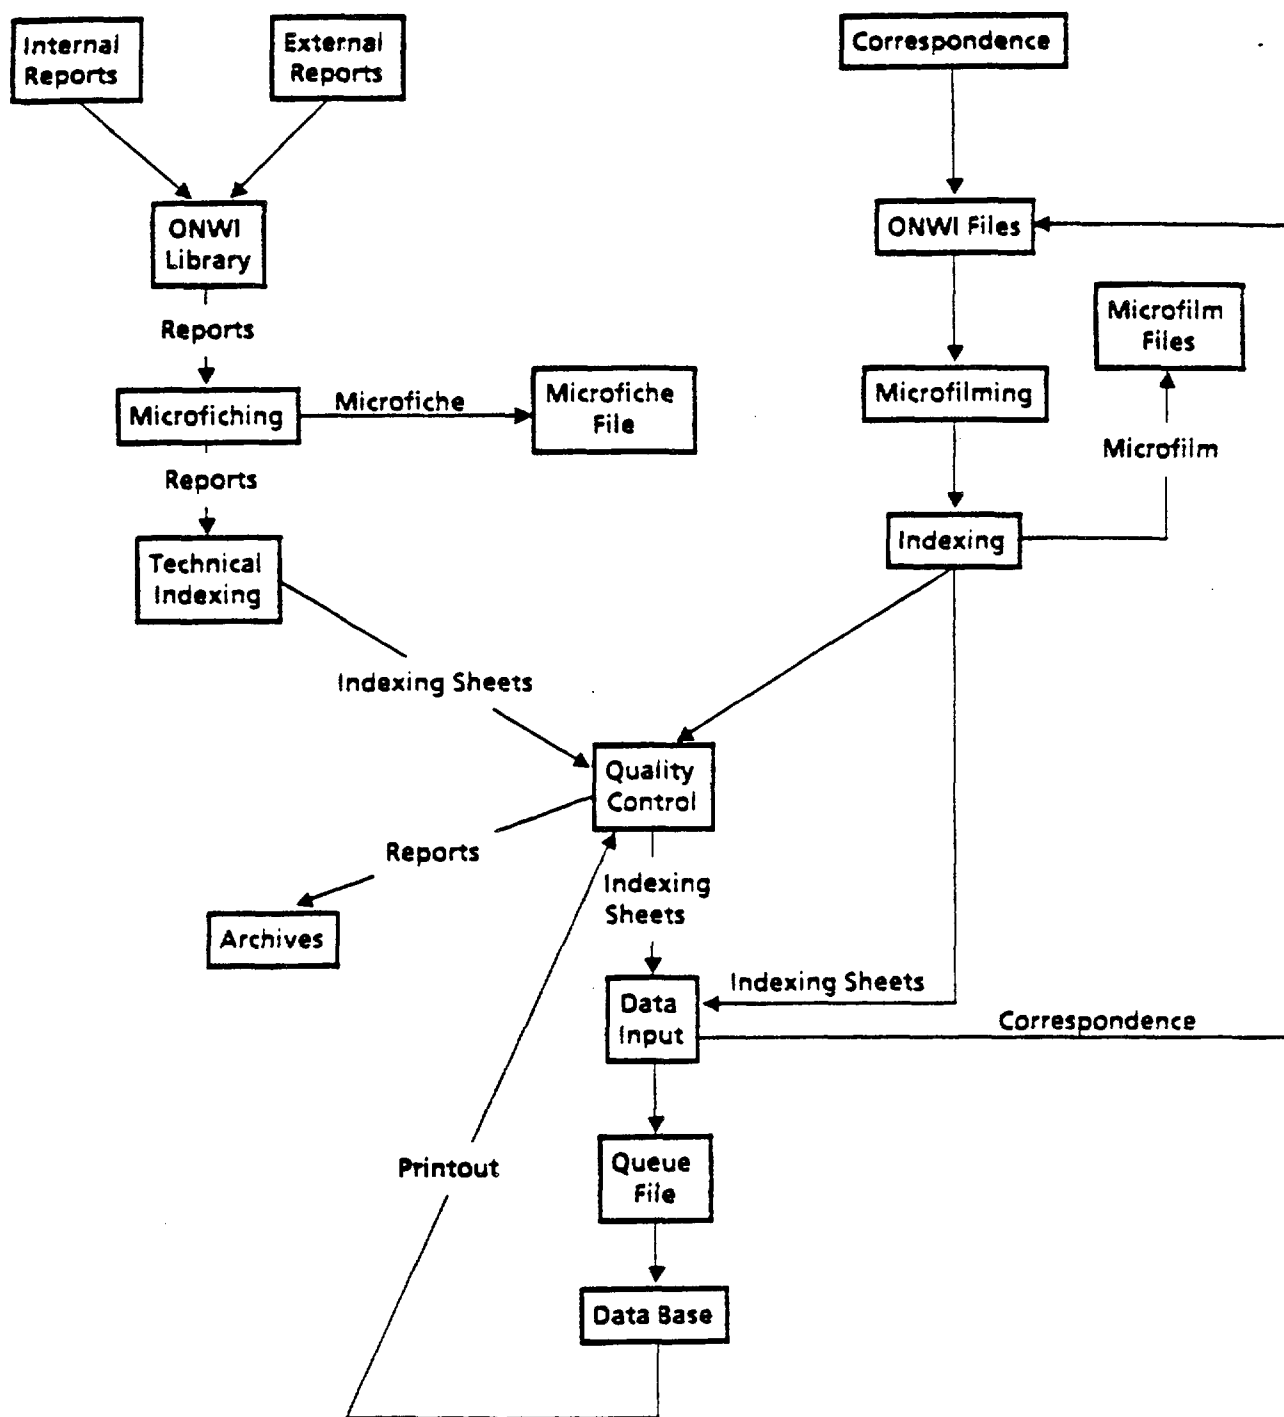 Internal
Reports
External
Reports
Correspondence
ONWI
Library
ONWI Files
Reports
Microfilm
Files
Microfiching
Microfiche
Microfiche
File
Microfilming
Microfilm
Reports
Technical
Indexing
Indexing
Indexing Sheets
Quality
Control
Reports
Indexing
Sheets
Archives
Indexing Sheets
Data
Input
Correspondence
Printout
Queue
File
Data Base